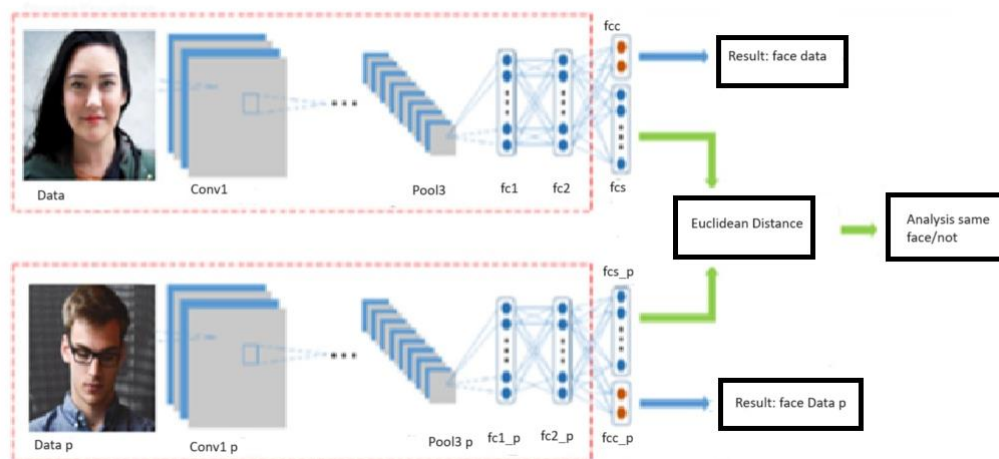 fcc
Result: face data
Data
Conv1
Pool3
fc1
fc2
fcs
Euclidean Distance
Analysis same
face/not
fcs_p
Data p
Conv1 p
Pool3 p
fc1_p
fc2_p
fcc_p
Result: face Data p